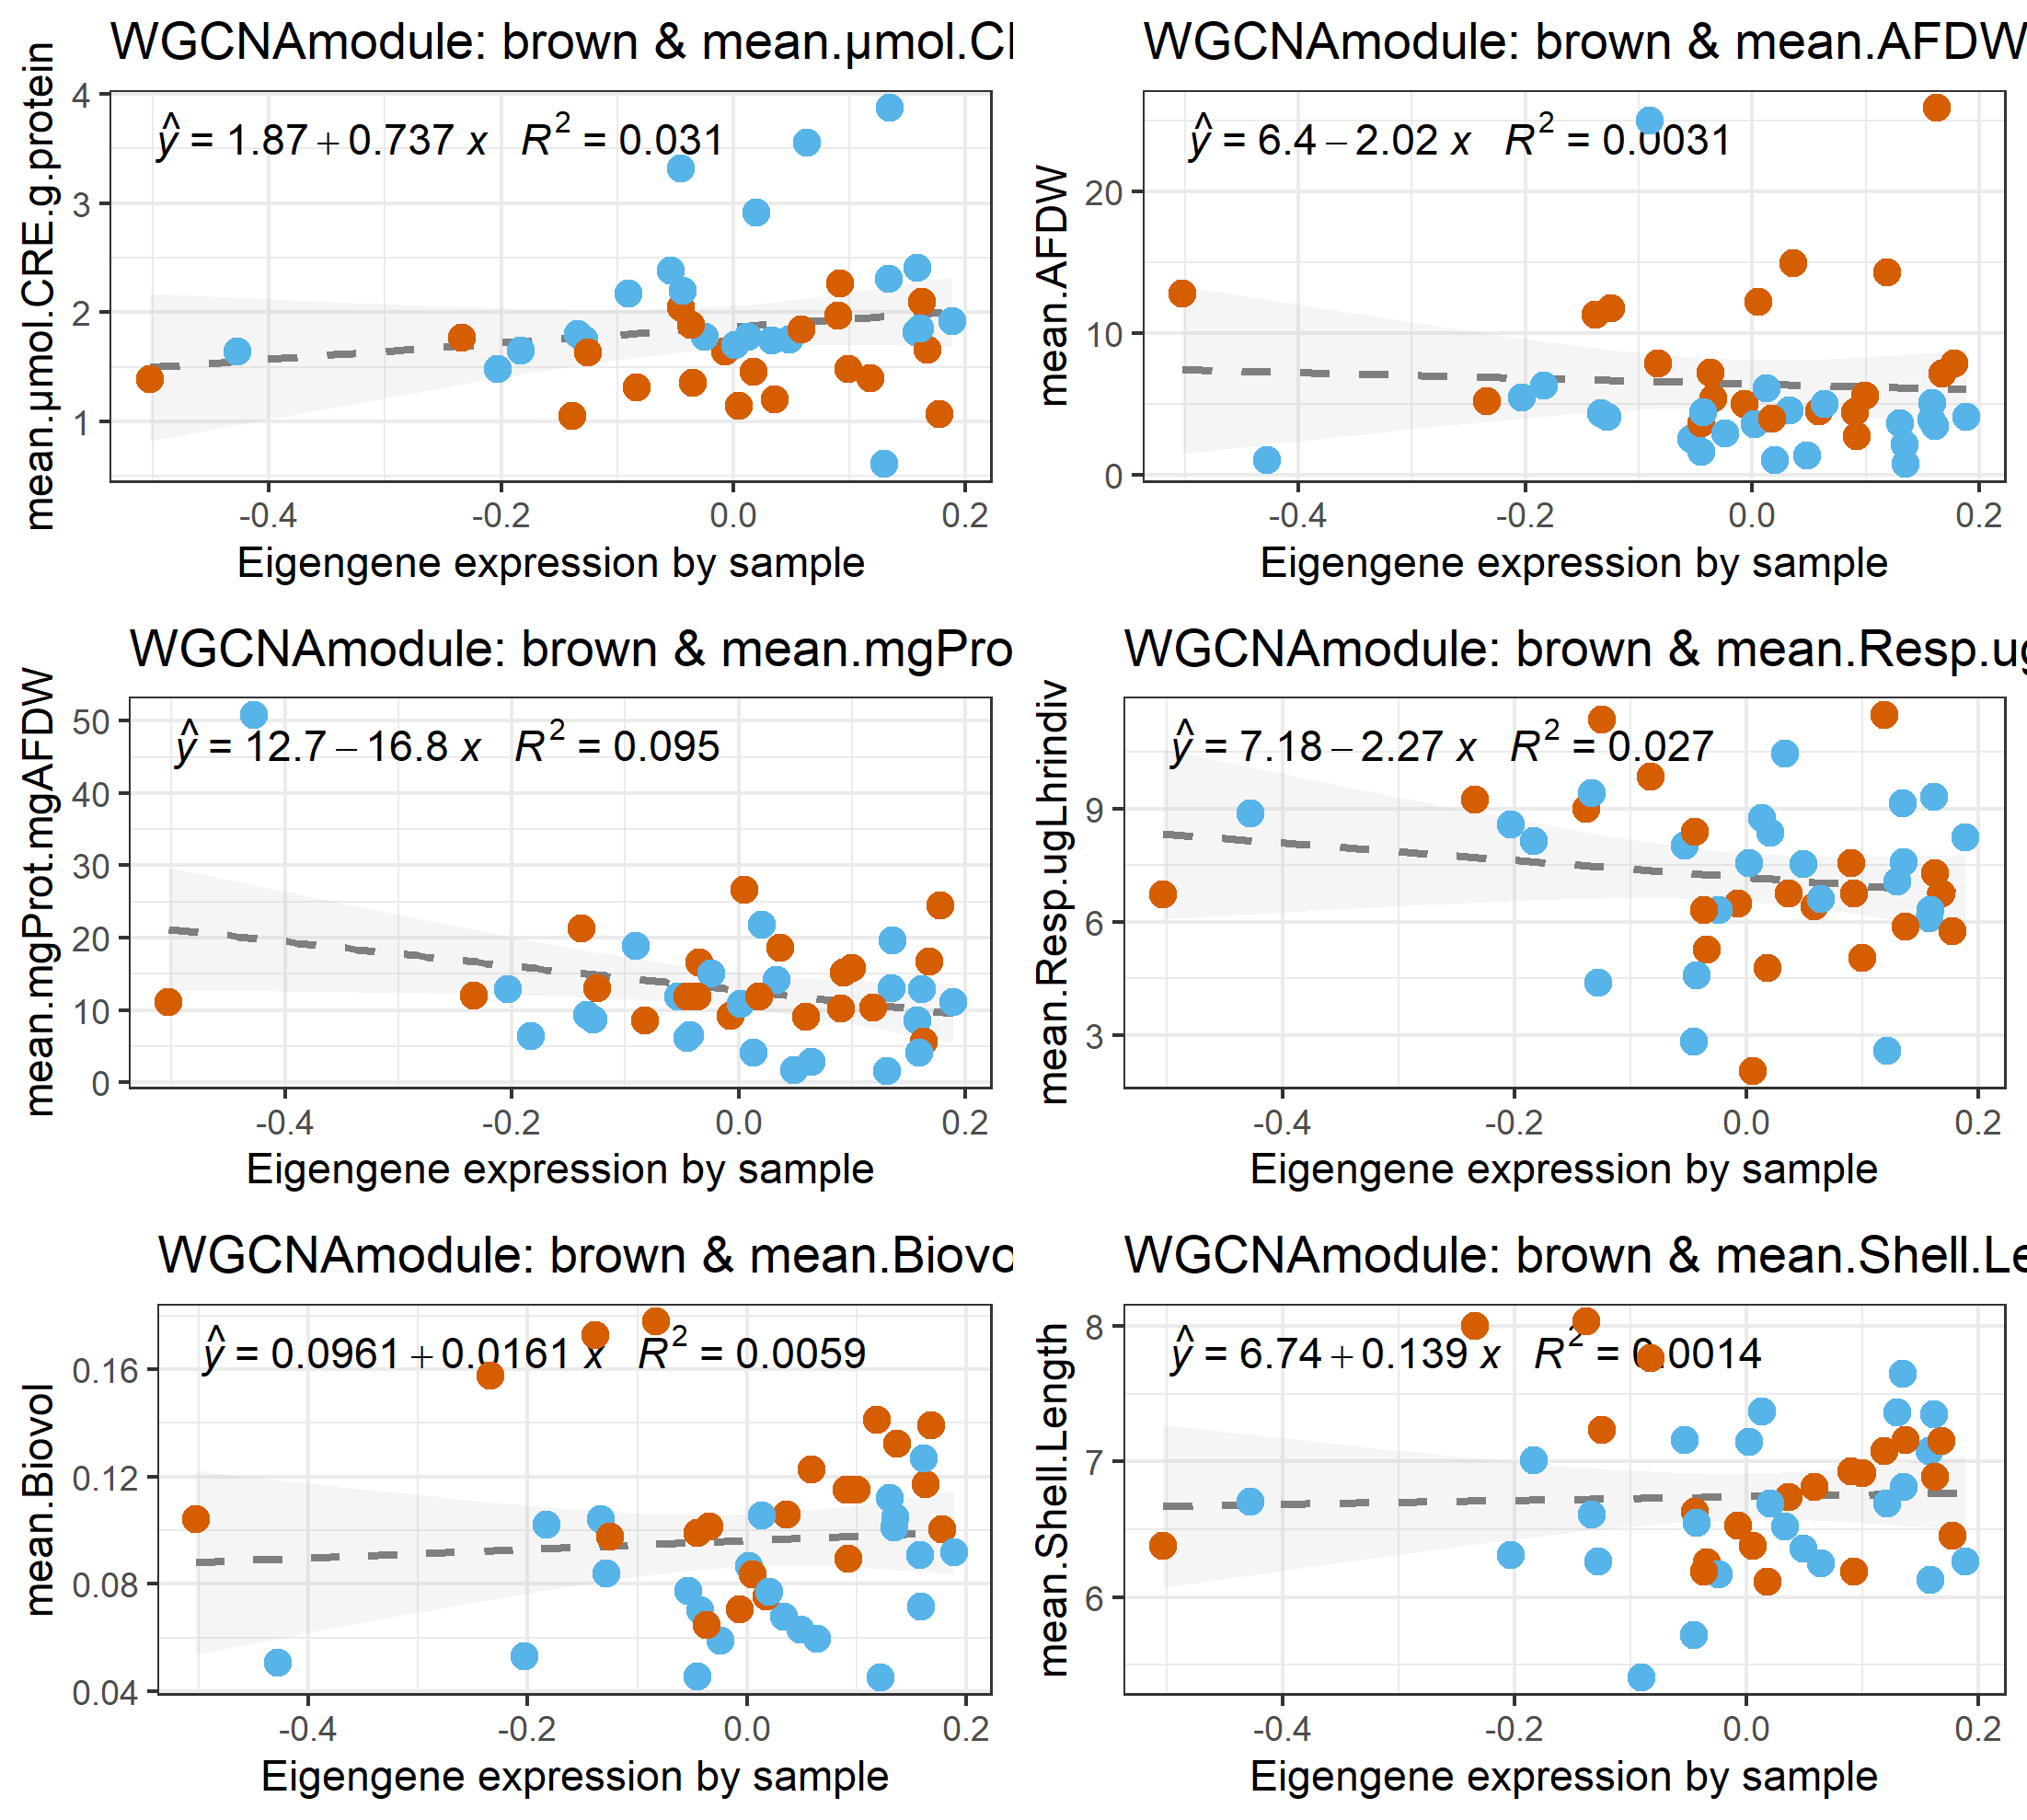 WGCNAmodule: brown & mean.µmol.CI
mean.µmol.CRE.g.protein
ŷ = 1.87 + 0.737 x R² = 0.031
4
3
2
1
-0.4 -0.2 0.0 0.2
Eigengene expression by sample
WGCNAmodule: brown & mean.AFDW
mean.AFDW
ŷ = 6.4 − 2.02 x R² = 0.0031
20
10
0
-0.4 -0.2 0.0 0.2
Eigengene expression by sample
WGCNAmodule: brown & mean.mgPro
mean.mgProt.mgAFDW
ŷ = 12.7 − 16.8 x R² = 0.095
50
40
30
20
10
0
-0.4 -0.2 0.0 0.2
Eigengene expression by sample
WGCNAmodule: brown & mean.Resp.ug
mean.Resp.ugLhrindiv
ŷ = 7.18 − 2.27 x R² = 0.027
9
6
3
-0.4 -0.2 0.0 0.2
Eigengene expression by sample
WGCNAmodule: brown & mean.Biovo
mean.Biovol
ŷ = 0.0961 + 0.0161 x R² = 0.0059
0.16
0.12
0.08
0.04
-0.4 -0.2 0.0 0.2
Eigengene expression by sample
WGCNAmodule: brown & mean.Shell.Le
mean.Shell.Length
ŷ = 6.74 + 0.139 x R² = 0.0014
8
7
6
-0.4 -0.2 0.0 0.2
Eigengene expression by sample